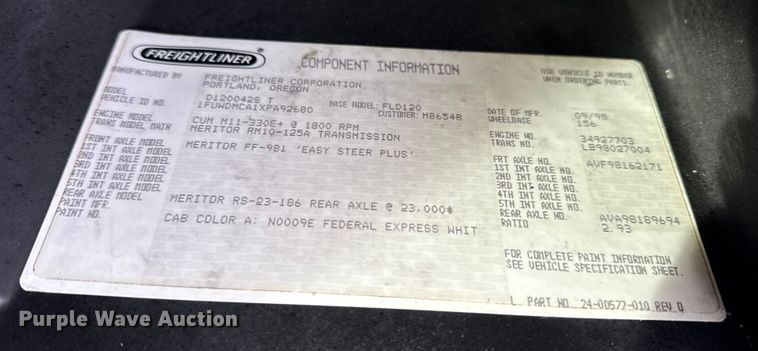 FREIGHTLINER
COMPONENT INFORMATION
USE VEHICLE ID NUMBER
WHEN ORDERING PARTS.
MANUFACTURED BY FREIGHTLINER CORPORATION
PORTLAND, OREGON
MODEL D120042S T BASE MODEL: FLD120 DATE OF MFR. 09/98
VEHICLE ID NO. 1FUWDMCA1XPA92680 CUSTOMER: M86548 WHEELBASE 156
ENGINE MODEL CUM M11-330E+ @ 1800 RPM ENGINE NO. 34927703
TRANS MODEL MAIN MERITOR RM10-125A TRANSMISSION TRANS NO. LB98027004
FRONT AXLE MODEL MERITOR FF-981 'EASY STEER PLUS' FRT AXLE NO. AVF98162171
1ST INT AXLE MODEL 1ST INT AXLE NO.
2ND INT AXLE MODEL 2ND INT AXLE NO.
3RD INT AXLE MODEL 3RD INT AXLE NO.
4TH INT AXLE MODEL 4TH INT AXLE NO.
5TH INT AXLE MODEL 5TH INT AXLE NO.
REAR AXLE MODEL MERITOR RS-23-186 REAR AXLE @ 23,000# REAR AXLE NO. AVA98189694
PAINT MFR. RATIO 2.93
PAINT NO. CAB COLOR A: N0009E FEDERAL EXPRESS WHIT
FOR COMPLETE PAINT INFORMATION
SEE VEHICLE SPECIFICATION SHEET.
L. PART NO. 24-00577-010 REV D
Purple Wave Auction